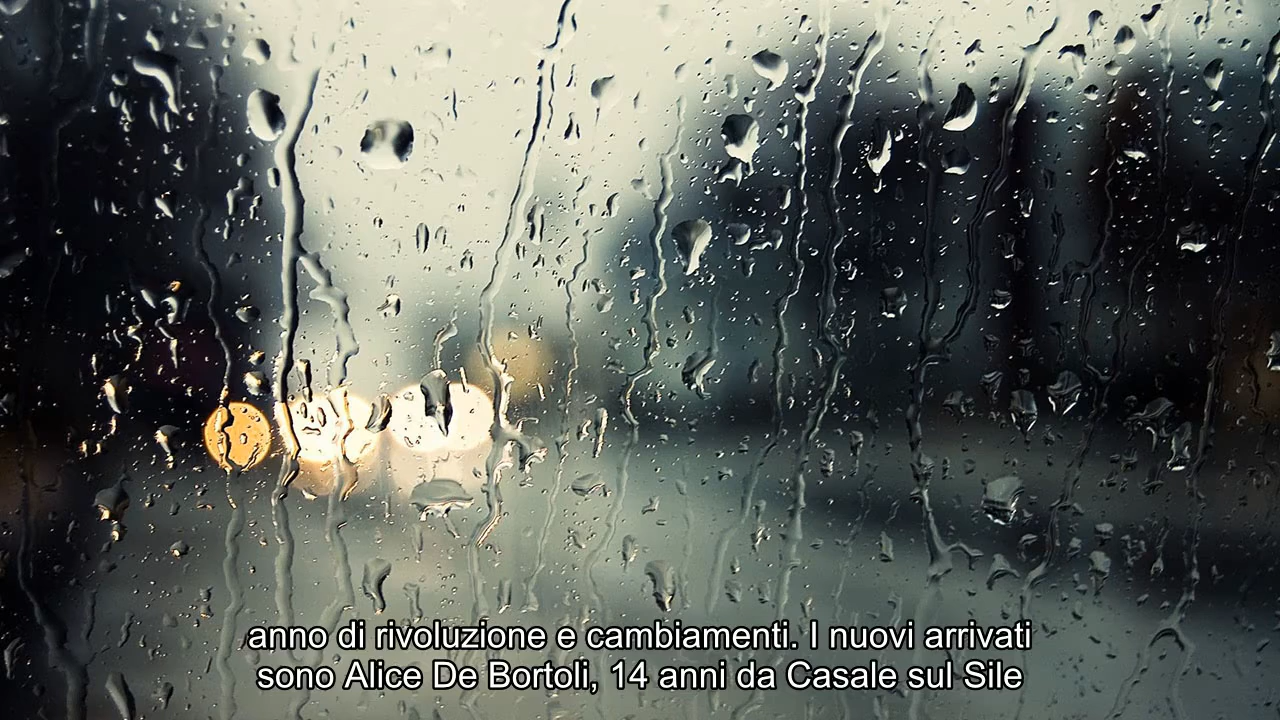 anno di rivoluzione e cambiamenti. I nuovi arrivati
sono Alice De Bortoli, 14 anni da Casale sul Sile